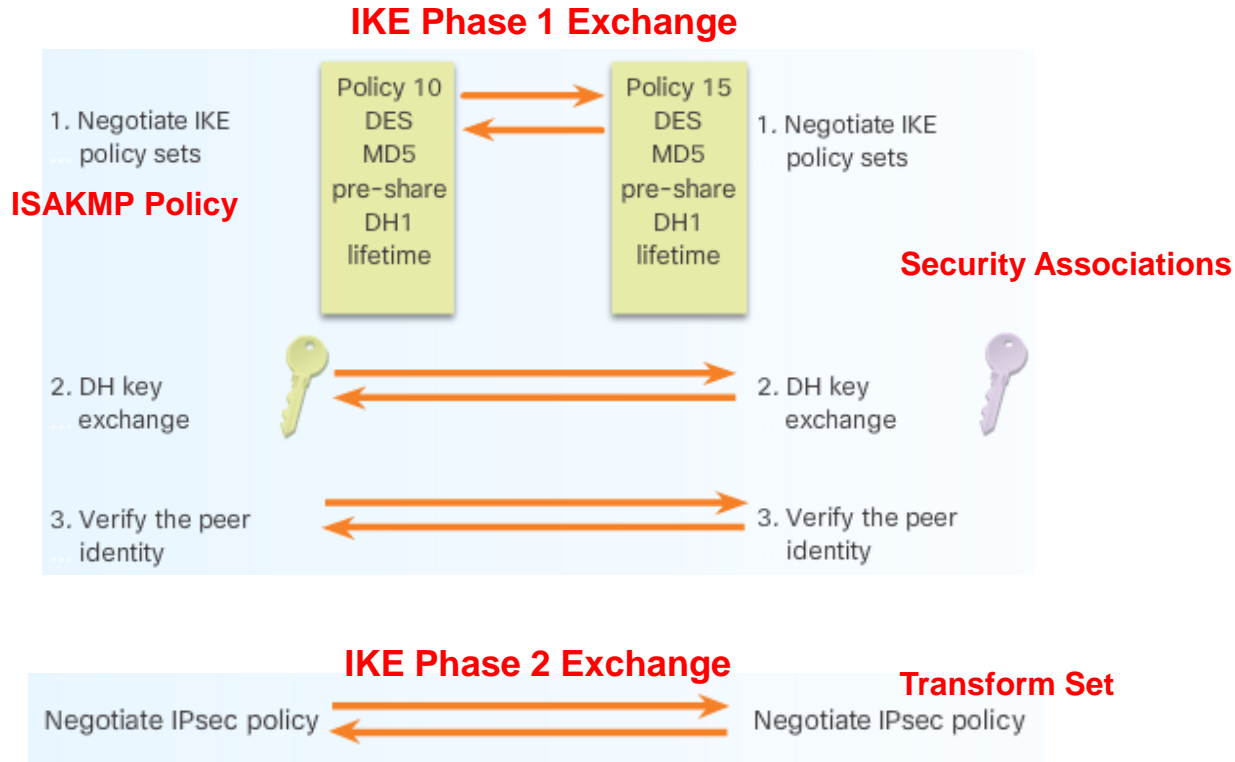 IKE Phase 1 Exchange
1. Negotiate IKE
... policy sets
ISAKMP Policy
Policy 10
DES
MD5
pre-share
DH1
lifetime
Policy 15
DES
MD5
pre-share
DH1
lifetime
1. Negotiate IKE
policy sets
Security Associations
2. DH key
... exchange
2. DH key
exchange
3. Verify the peer
... identity
3. Verify the peer
identity
IKE Phase 2 Exchange
Transform Set
Negotiate IPsec policy
Negotiate IPsec policy